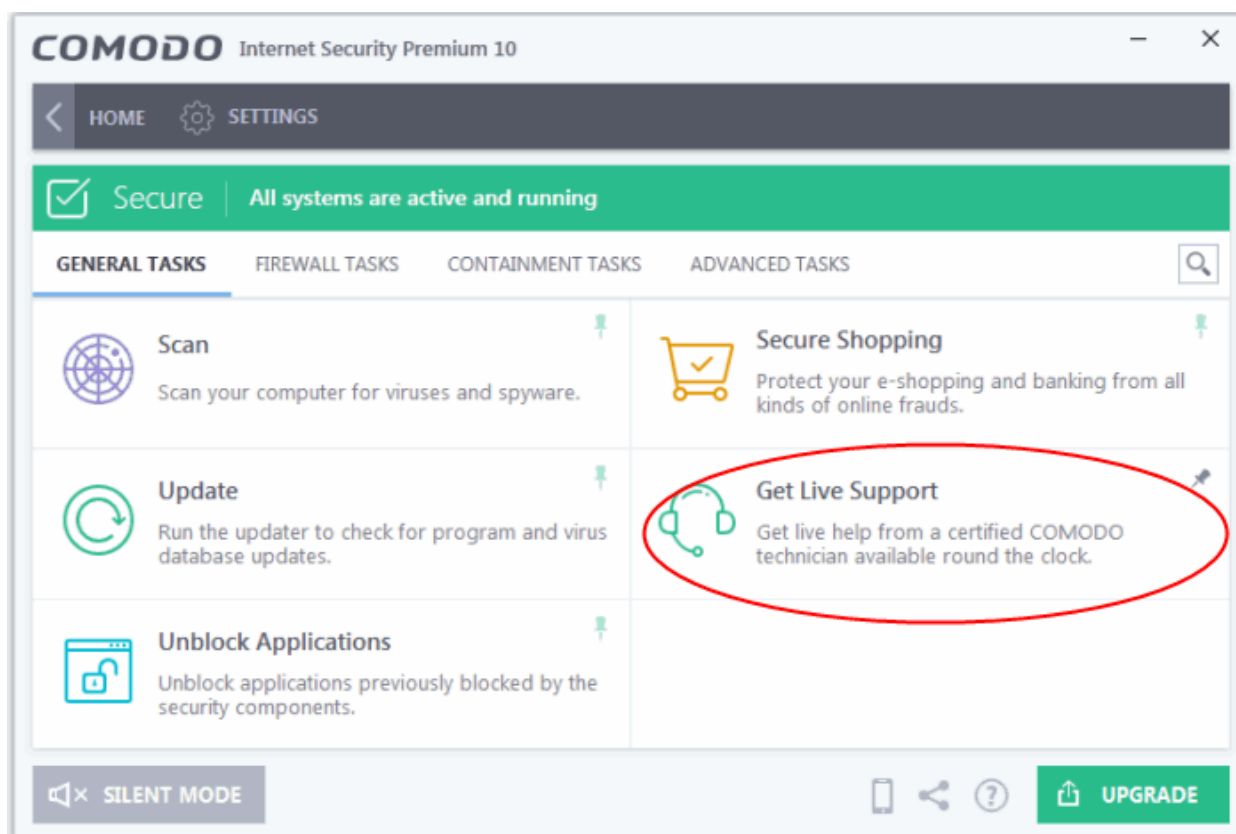 COMODO Internet Security Premium 10
HOME SETTINGS
Secure All systems are active and running
GENERAL TASKS FIREWALL TASKS CONTAINMENT TASKS ADVANCED TASKS
Scan
Scan your computer for viruses and spyware.
Secure Shopping
Protect your e-shopping and banking from all
kinds of online frauds.
Update
Run the updater to check for program and virus
database updates.
Get Live Support
Get live help from a certified COMODO
technician available round the clock.
Unblock Applications
Unblock applications previously blocked by the
security components.
SILENT MODE
UPGRADE